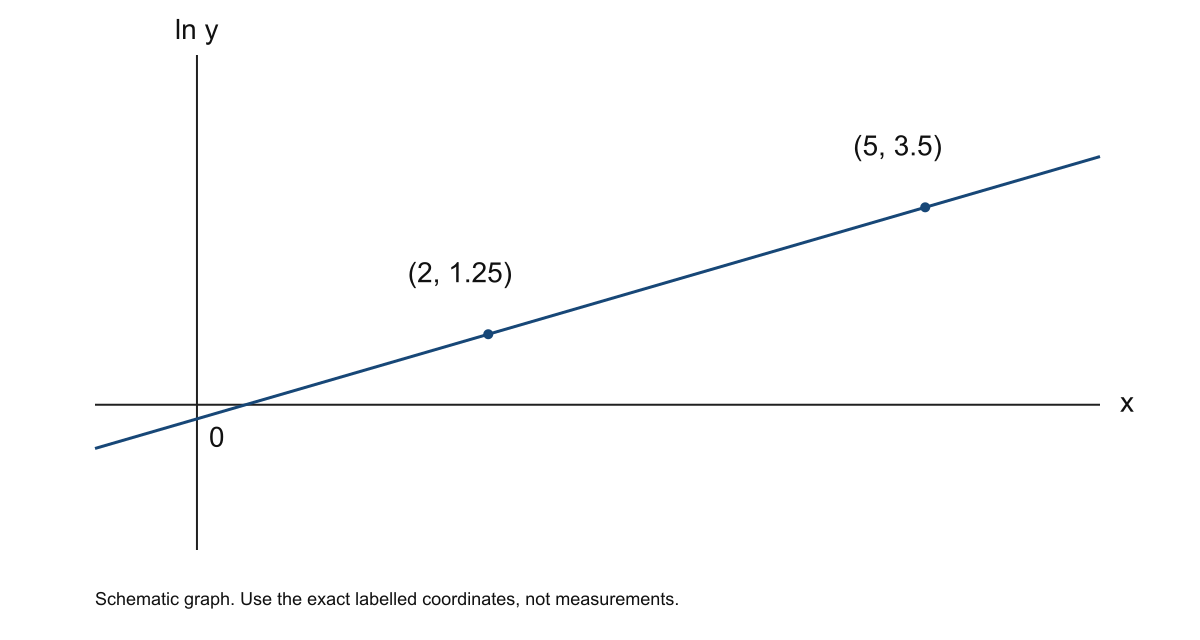 ln y
(5, 3.5)
(2, 1.25)
x
0
Schematic graph. Use the exact labelled coordinates, not measurements.